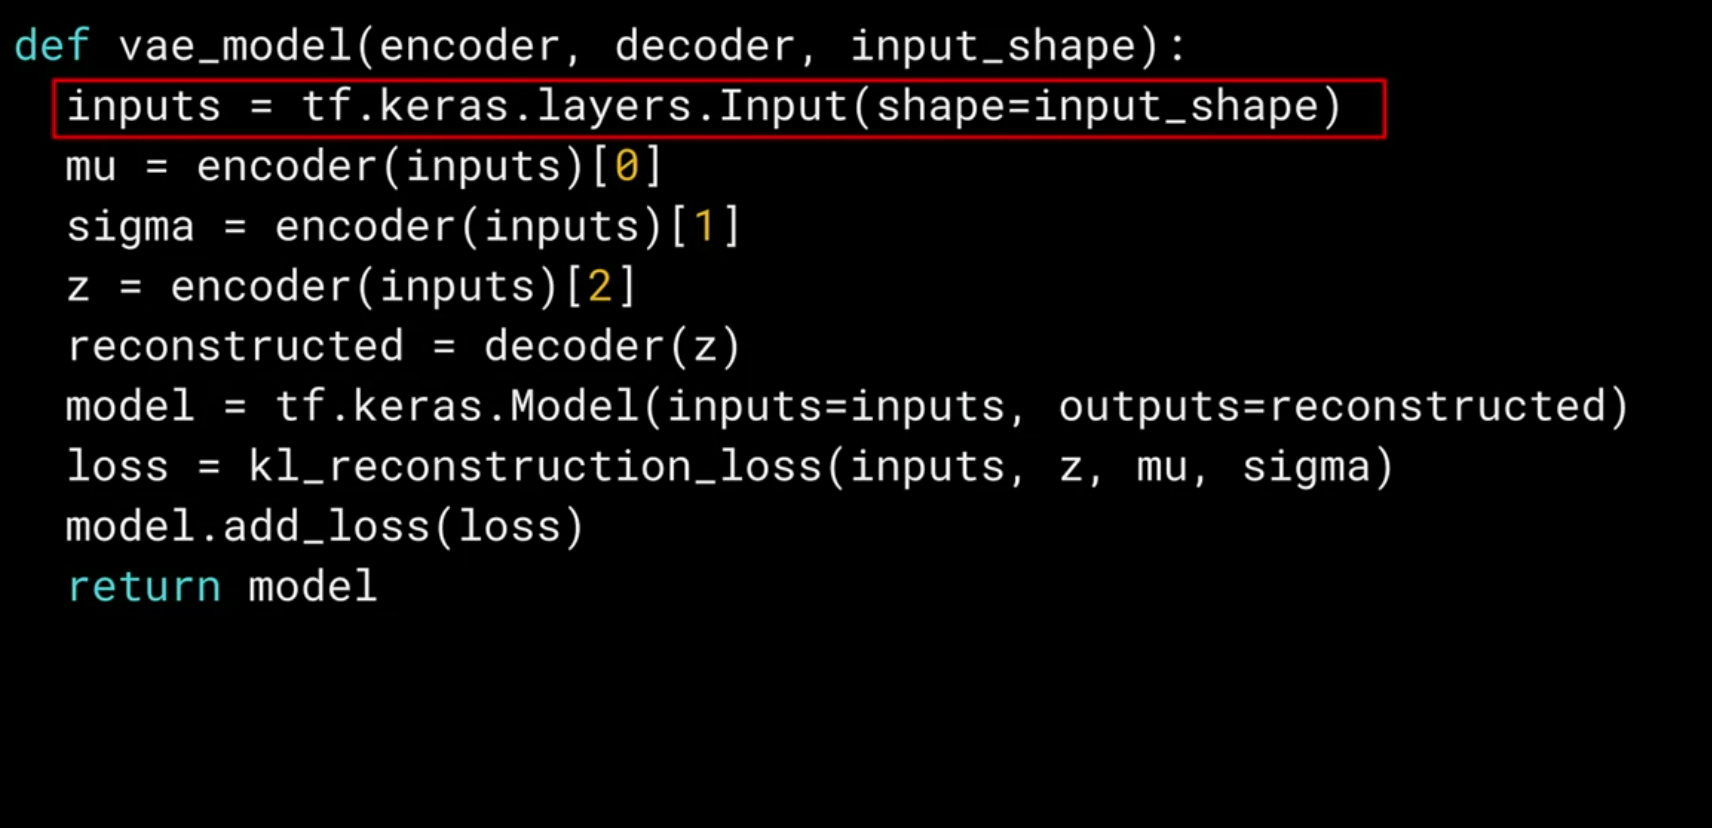 def vae_model(encoder, decoder, input_shape):
  inputs = tf.keras.layers.Input(shape=input_shape)
  mu = encoder(inputs)[0]
  sigma = encoder(inputs)[1]
  z = encoder(inputs)[2]
  reconstructed = decoder(z)
  model = tf.keras.Model(inputs=inputs, outputs=reconstructed)
  loss = kl_reconstruction_loss(inputs, z, mu, sigma)
  model.add_loss(loss)
  return model